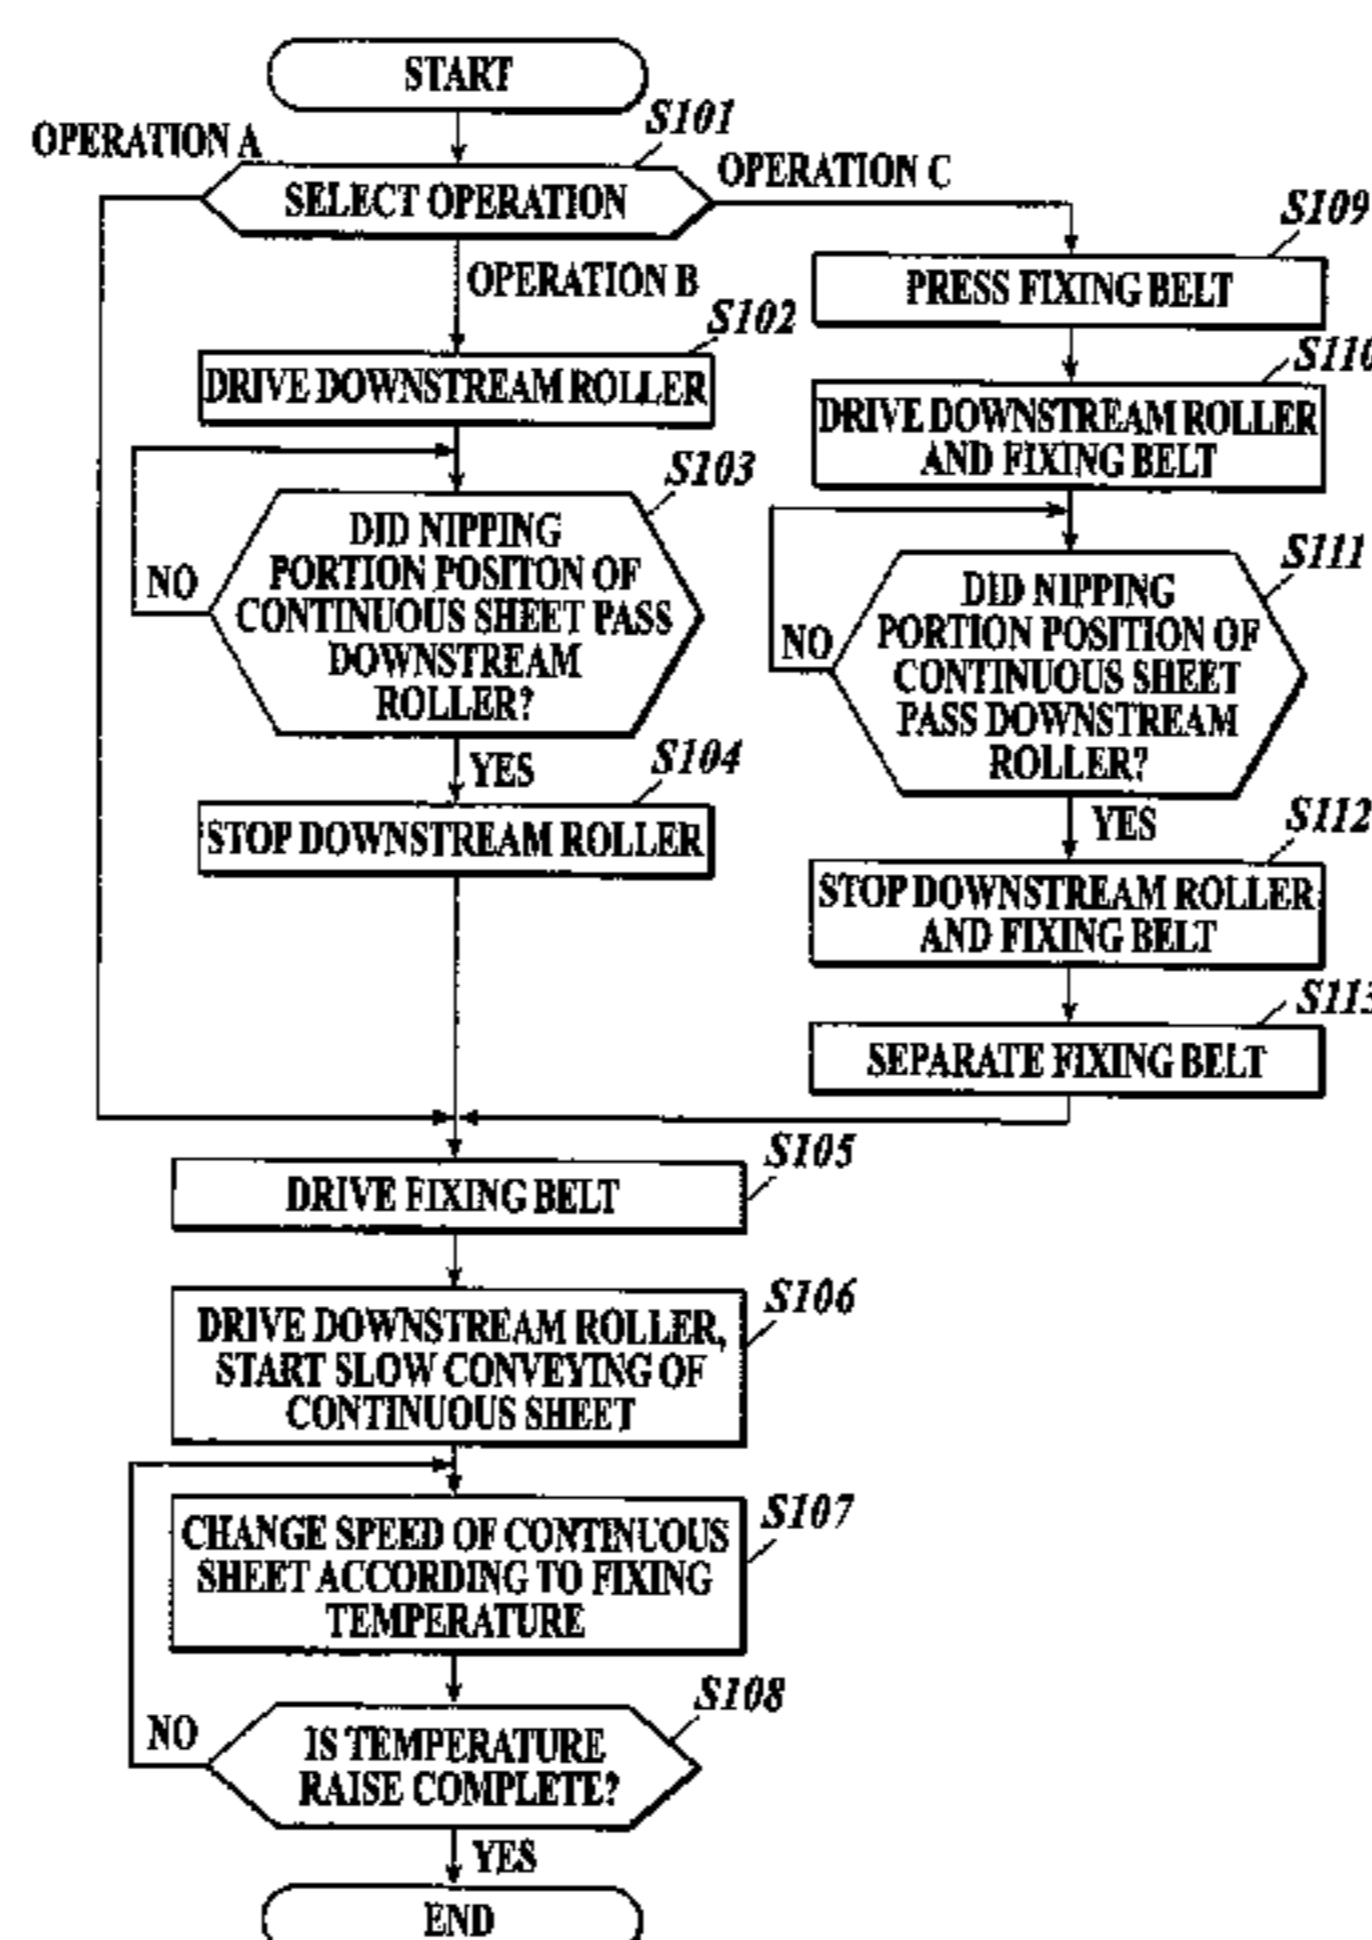 START
S101
OPERATION A
SELECT OPERATION
OPERATION C
OPERATION B
S102
DRIVE DOWNSTREAM ROLLER
S103
DID NIPPING
PORTION POSITON OF
CONTINUOUS SHEET PASS
DOWNSTREAM
ROLLER?
NO
YES
S104
STOP DOWNSTREAM ROLLER
S109
PRESS FIXING BELT
S110
DRIVE DOWNSTREAM ROLLER
AND FIXING BELT
S111
DID NIPPING
PORTION POSITION OF
CONTINUOUS SHEET
PASS DOWNSTREAM
ROLLER?
NO
YES
S112
STOP DOWNSTREAM ROLLER
AND FIXING BELT
S113
SEPARATE FIXING BELT
S105
DRIVE FIXING BELT
S106
DRIVE DOWNSTREAM ROLLER,
START SLOW CONVEYING OF
CONTINUOUS SHEET
S107
CHANGE SPEED OF CONTINUOUS
SHEET ACCORDING TO FIXING
TEMPERATURE
S108
IS TEMPERATURE
RAISE COMPLETE?
NO
YES
END